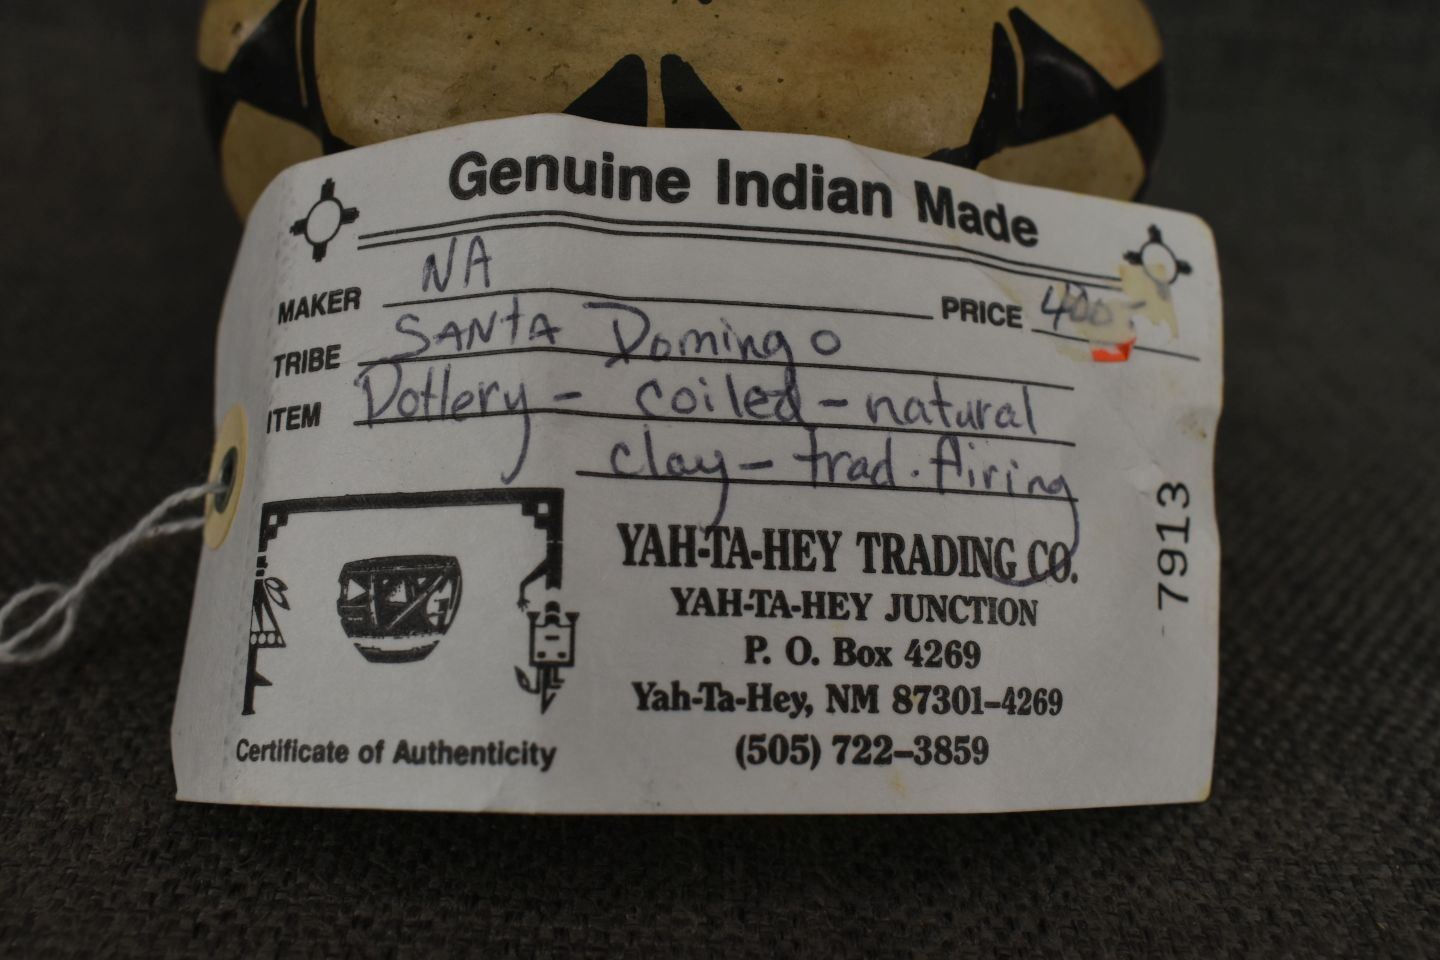 Genuine Indian Made
MAKER NA PRICE 400-
TRIBE SANTA Domingo
ITEM Pottery - coiled - natural
clay - trad. firing
YAH-TA-HEY TRADING CO.
YAH-TA-HEY JUNCTION
P. O. Box 4269
Yah-Ta-Hey, NM 87301-4269
(505) 722-3859
Certificate of Authenticity
7913